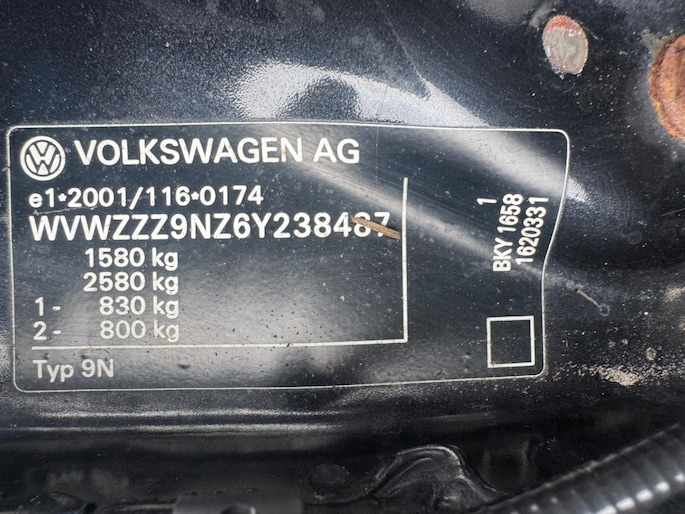 VOLKSWAGEN AG
e1*2001/116*0174
WVWZZZ9NZ6Y238487
1580 kg
2580 kg
1- 830 kg
2- 800 kg
Typ 9N
1
BKY 1658
1620331